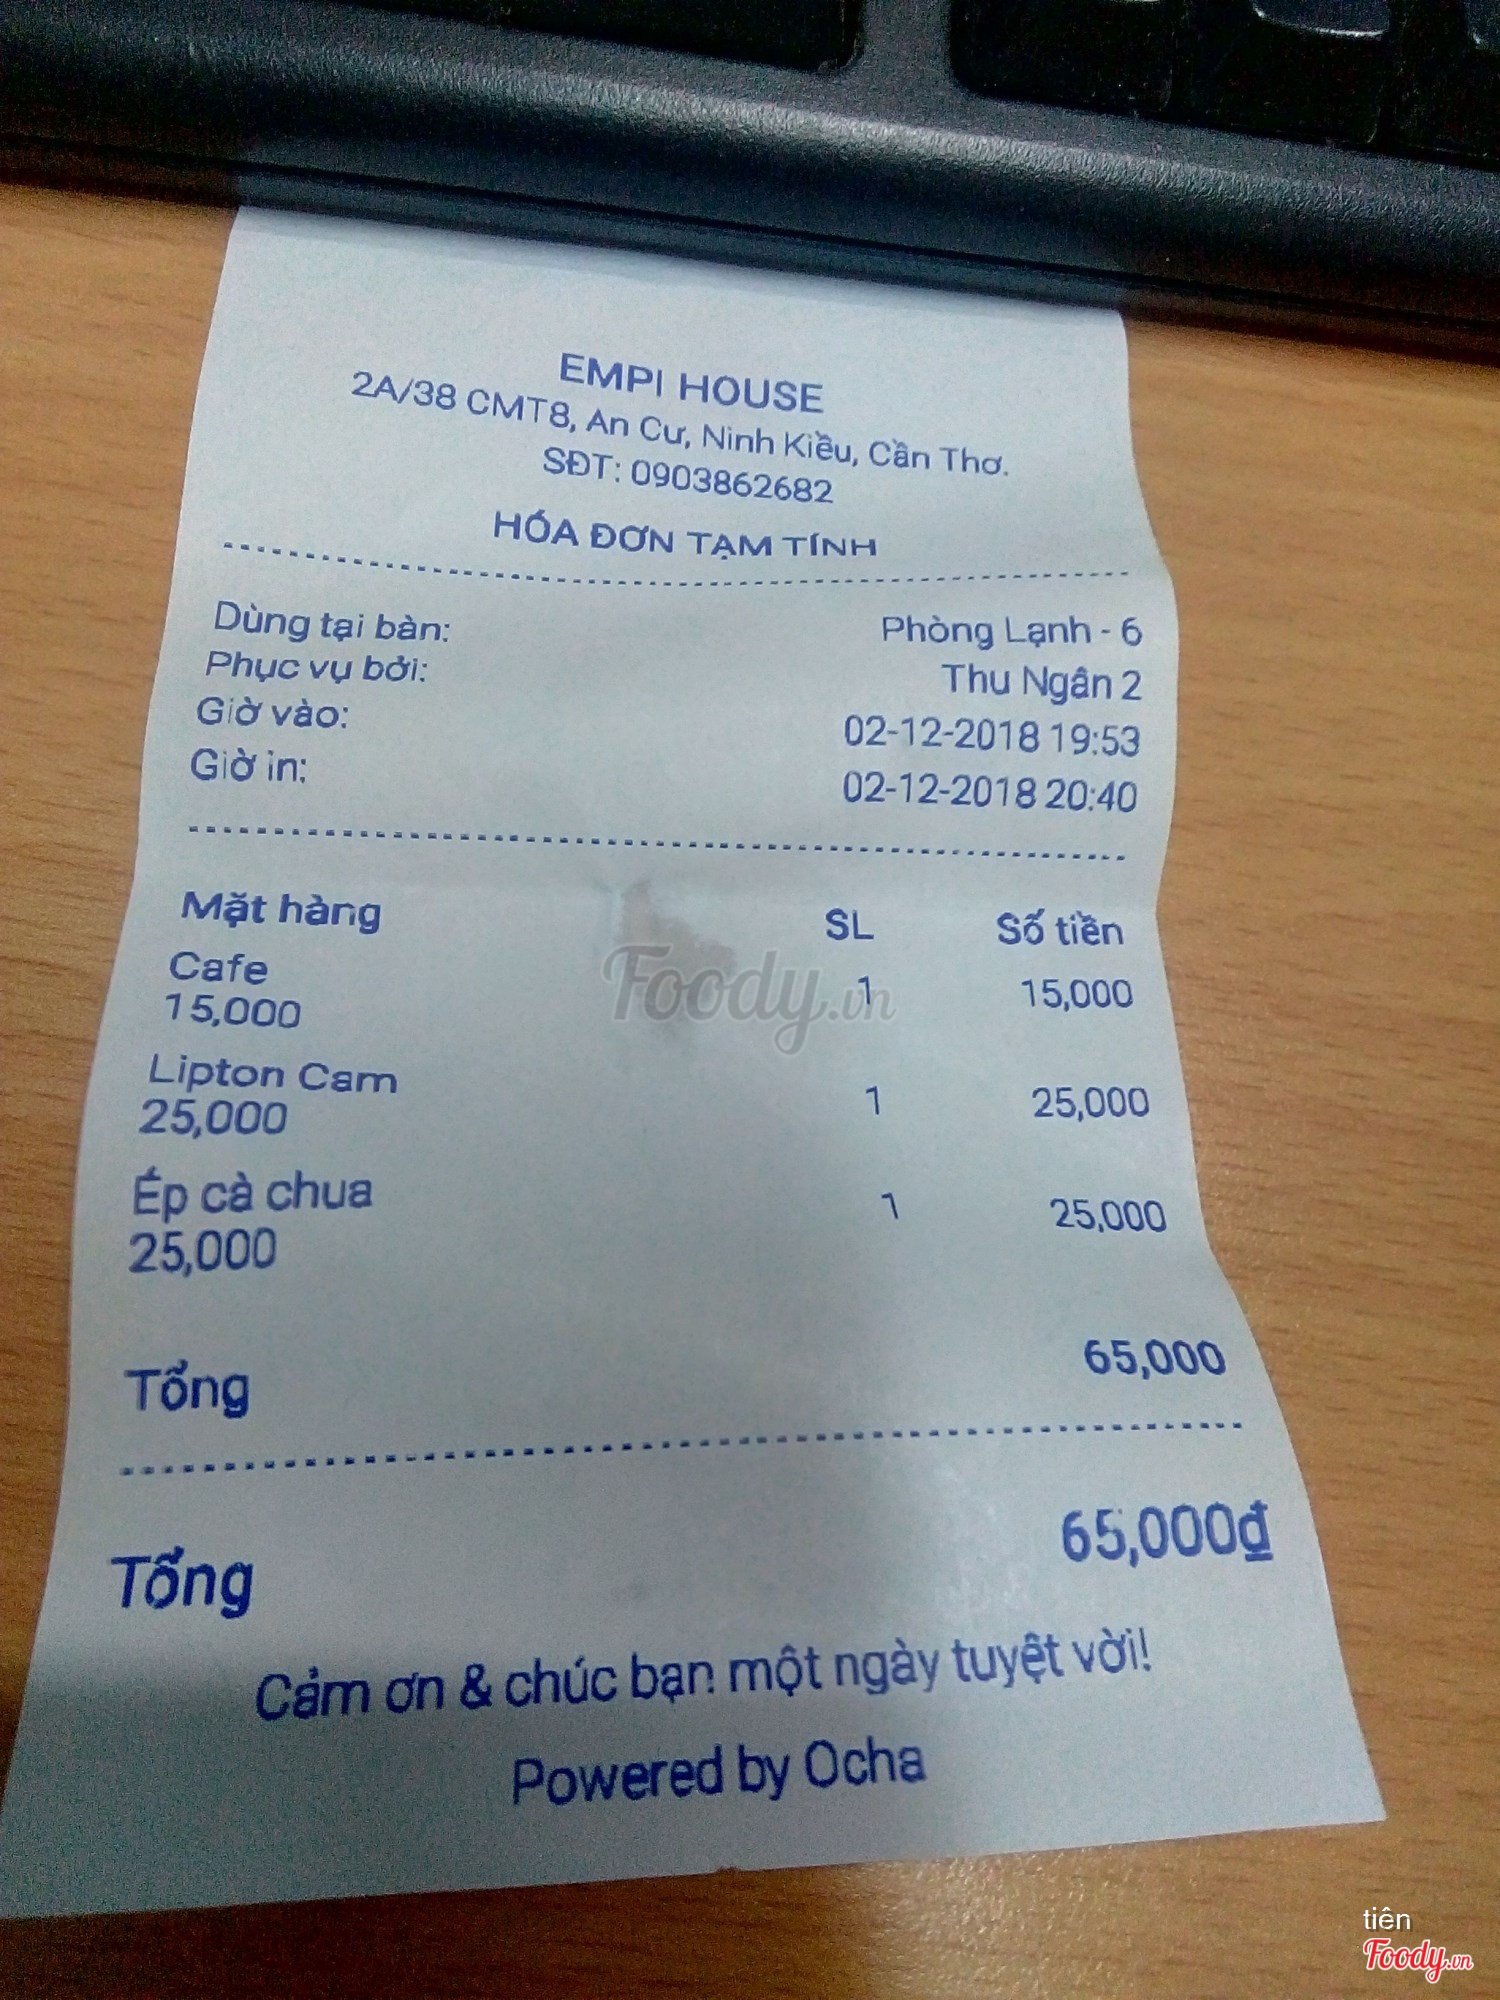 EMPI HOUSE
2A/38 CMT8, An Cư, Ninh Kiều, Cần Thơ.
SĐT: 0903862682
HÓA ĐƠN TẠM TÍNH
Dùng tại bàn: Phòng Lạnh - 6
Phục vụ bởi: Thu Ngân 2
Giờ vào: 02-12-2018 19:53
Giờ in: 02-12-2018 20:40
Mặt hàng SL Số tiền
Cafe 1 15,000
15,000
Lipton Cam 1 25,000
25,000
Ép cà chua 1 25,000
25,000
Tổng 65,000
Tổng 65,000₫
Cảm ơn & chúc bạn một ngày tuyệt vời!
Powered by Ocha
Foody.vn
tiên
Foody.vn